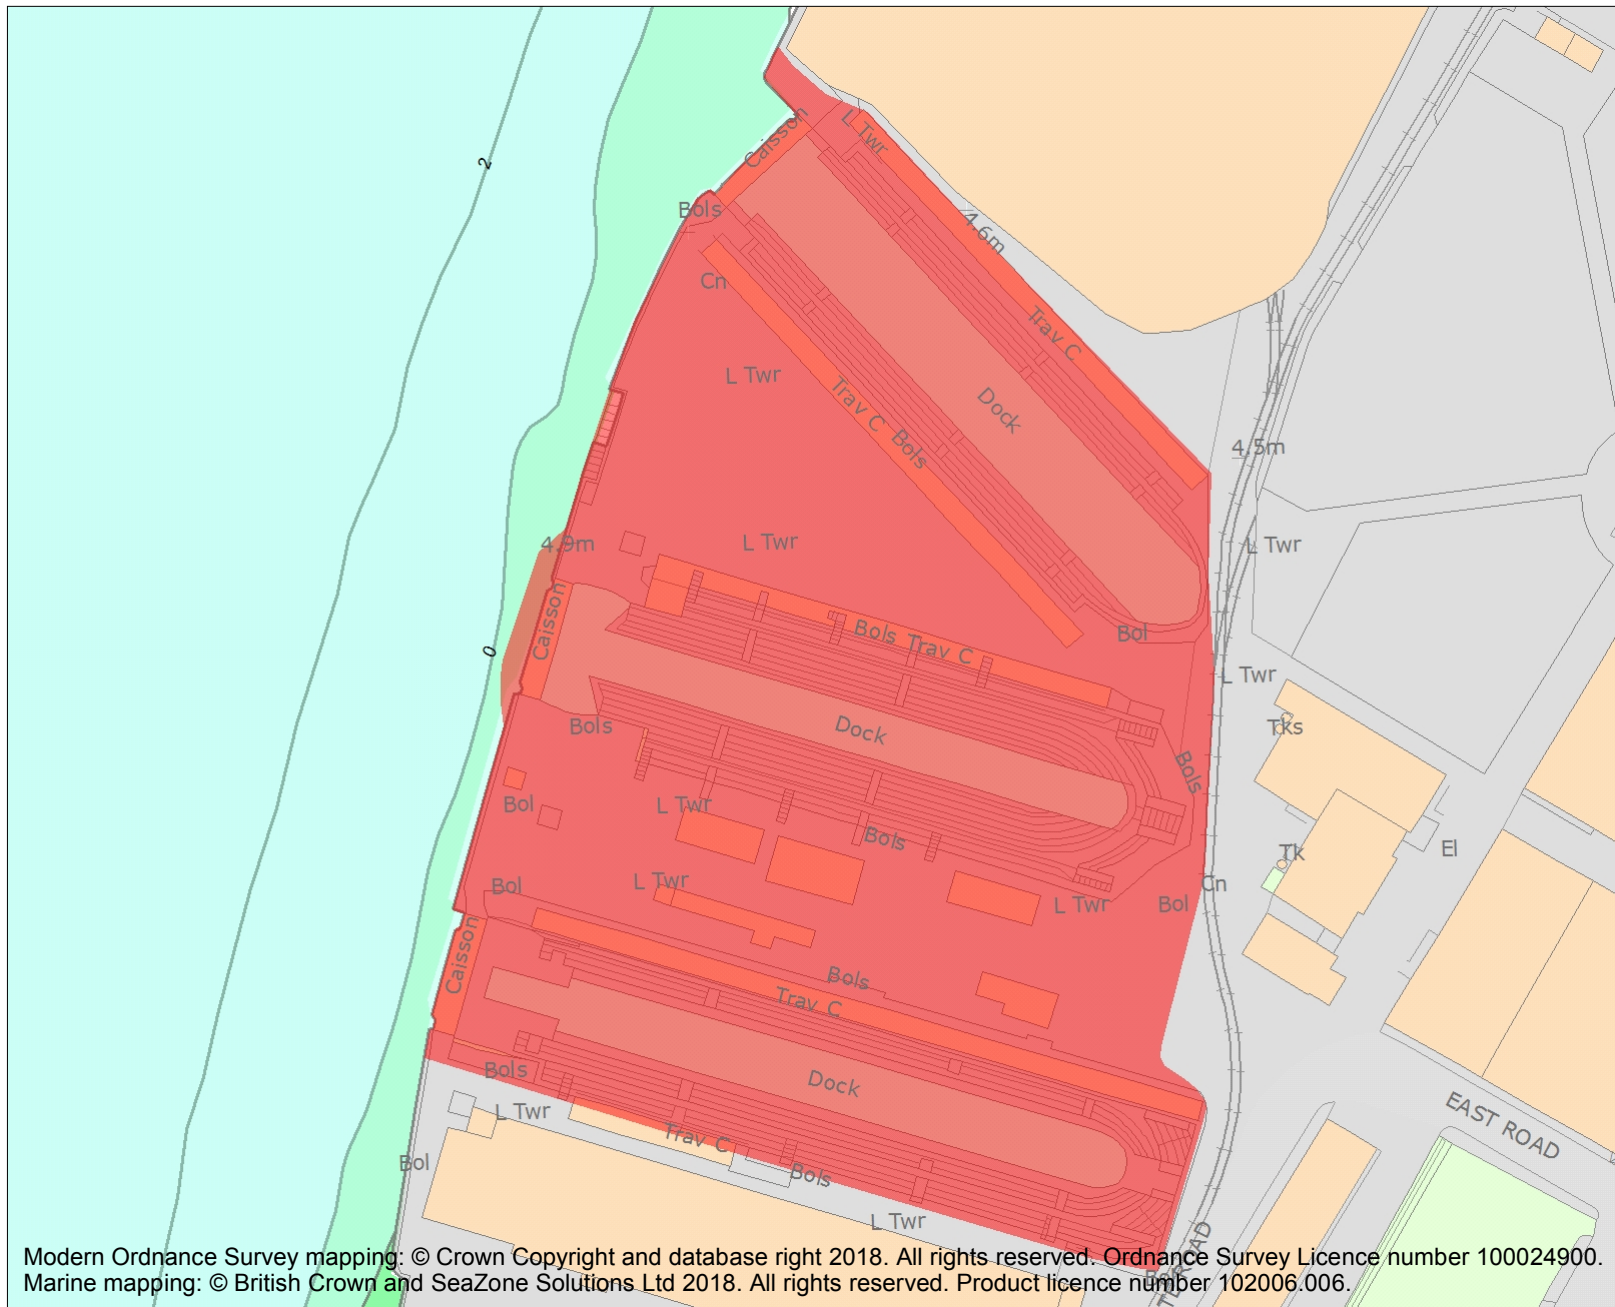 Caisson
L Twr
2
Bols
4.6m
Cn
Trav C
L Twr
Trav C
Bols
Dock
4.5m
4.9m
L Twr
L Twr
Caisson
Bols
Trav C
Bol
0
L Twr
Bols
Dock
Tks
Bols
Bol
L Twr
Bols
Tk
El
L Twr
Bol
Cn
L Twr
Bol
Caisson
Bols
Trav C
Bols
Dock
L Twr
EAST ROAD
Trav C
Bol
Bols
L Twr
ROAD
Modern Ordnance Survey mapping: © Crown Copyright and database right 2018. All rights reserved. Ordnance Survey Licence number 100024900.
Marine mapping: © British Crown and SeaZone Solutions Ltd 2018. All rights reserved. Product licence number 102006.006.